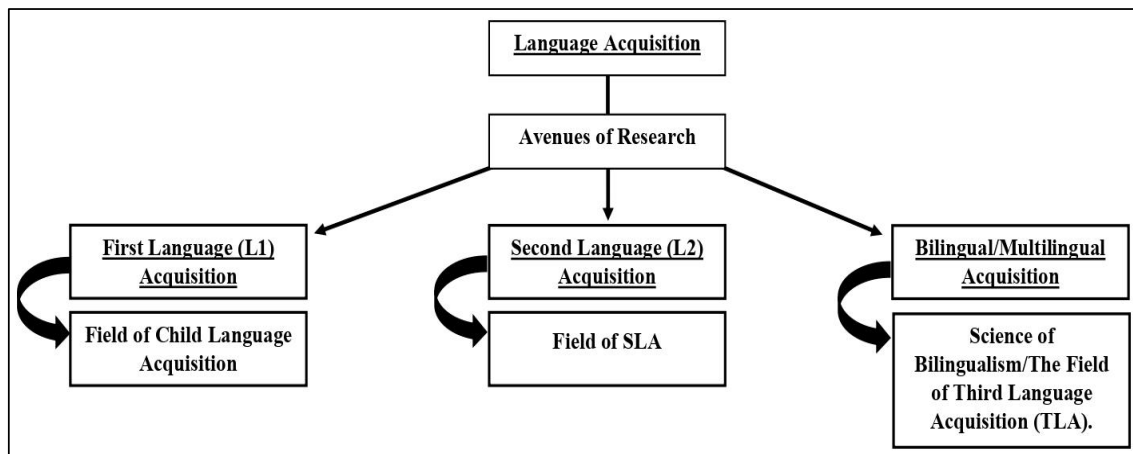 Language Acquisition
Avenues of Research
First Language (L1)
Acquisition
Second Language (L2)
Acquisition
Bilingual/Multilingual
Acquisition
Field of Child Language
Acquisition
Field of SLA
Science of
Bilingualism/The Field
of Third Language
Acquisition (TLA).